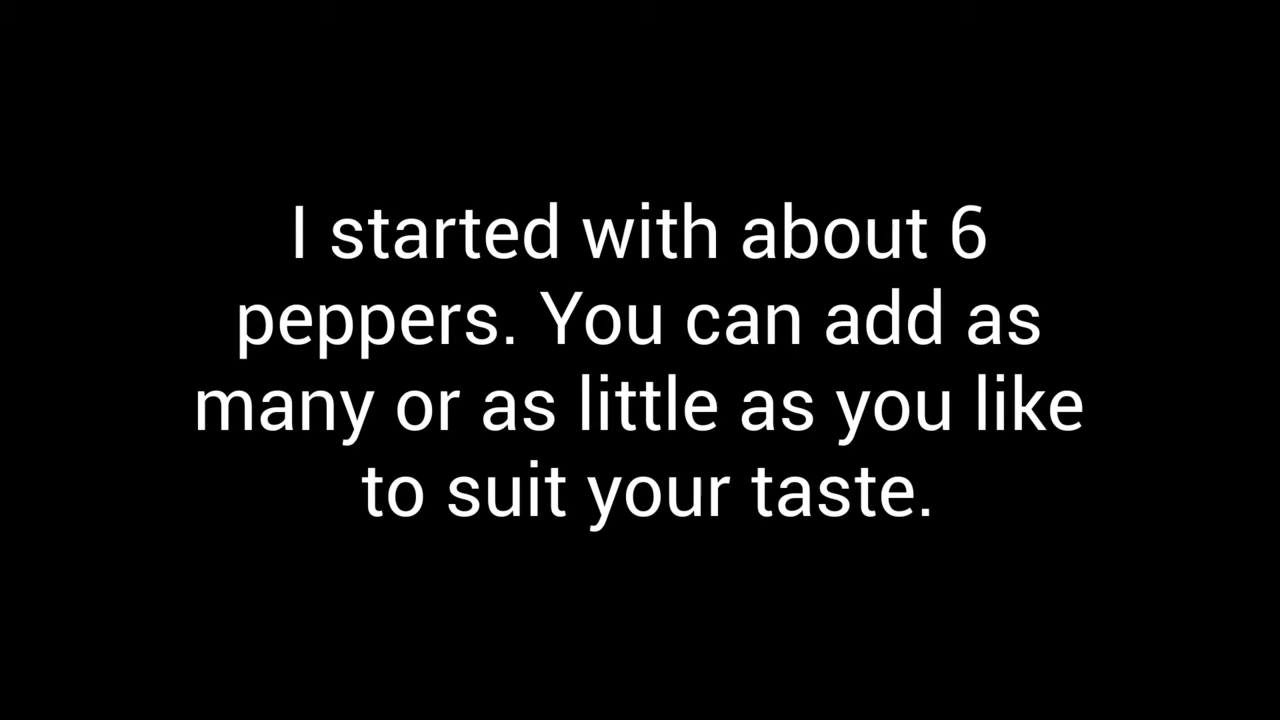 I started with about 6
peppers. You can add as
many or as little as you like
to suit your taste.